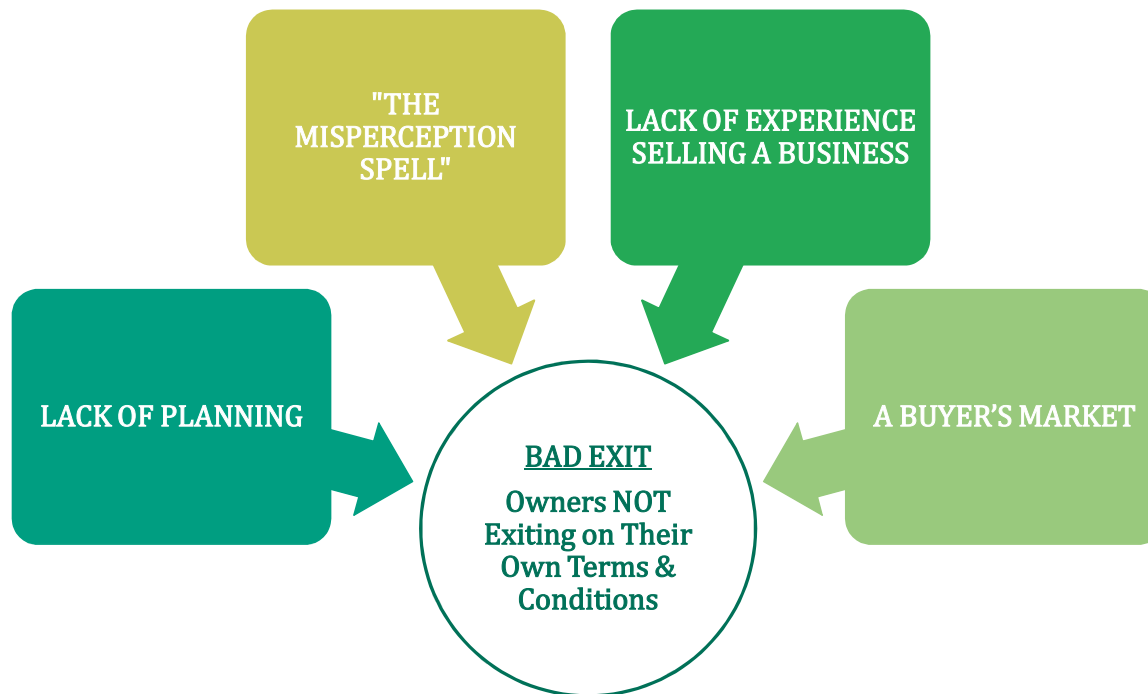 "THE
MISPERCEPTION
SPELL"
LACK OF EXPERIENCE
SELLING A BUSINESS
LACK OF PLANNING
A BUYER’S MARKET
BAD EXIT
Owners NOT
Exiting on Their
Own Terms &
Conditions